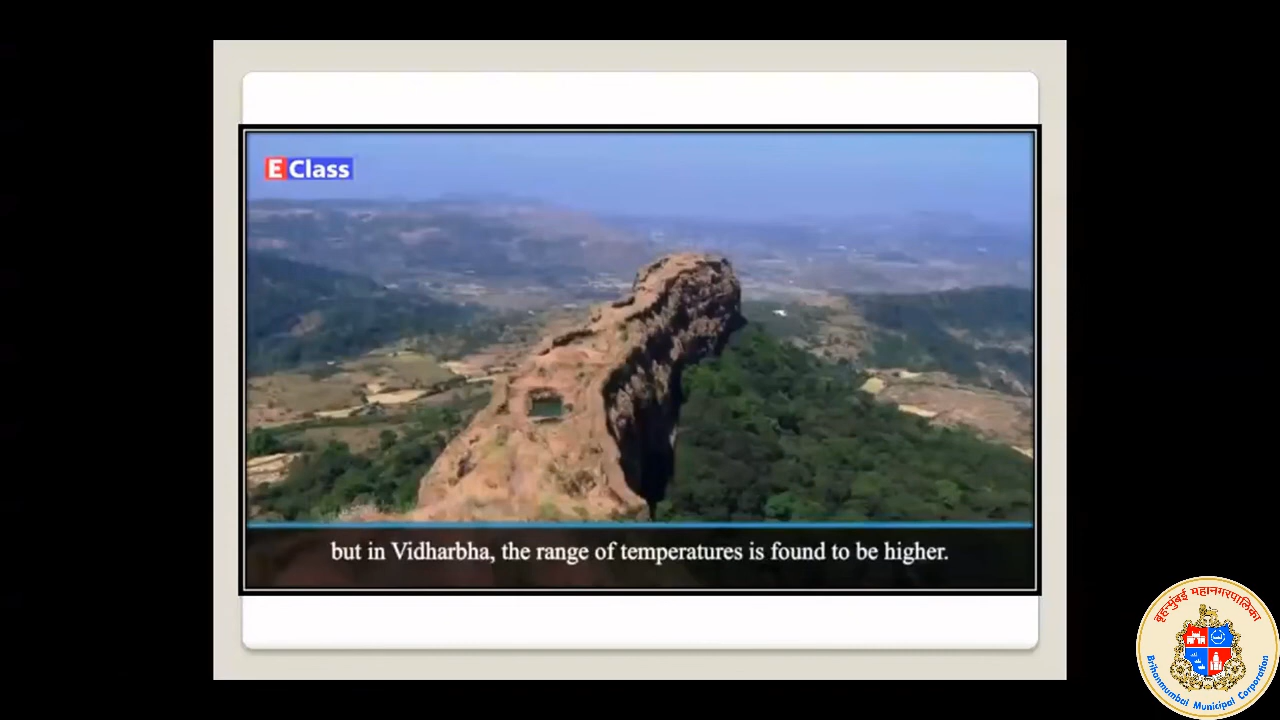 E Class
but in Vidharbha, the range of temperatures is found to be higher.
बृहन्मुंबई महानगरपालिका
Brihanmumbai Municipal Corporation